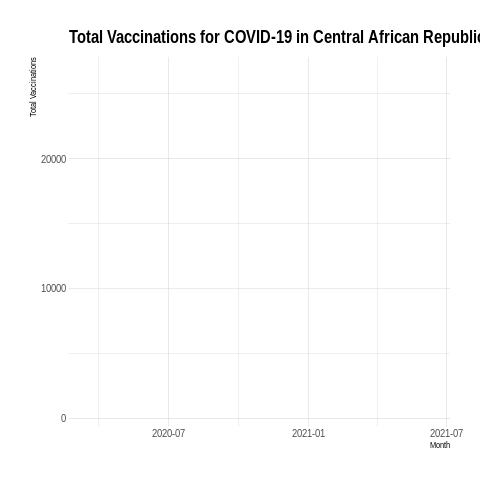 Total Vaccinations for COVID-19 in Central African Republic
Total Vaccinations
20000
10000
0
2020-07
2021-01
2021-07
Month